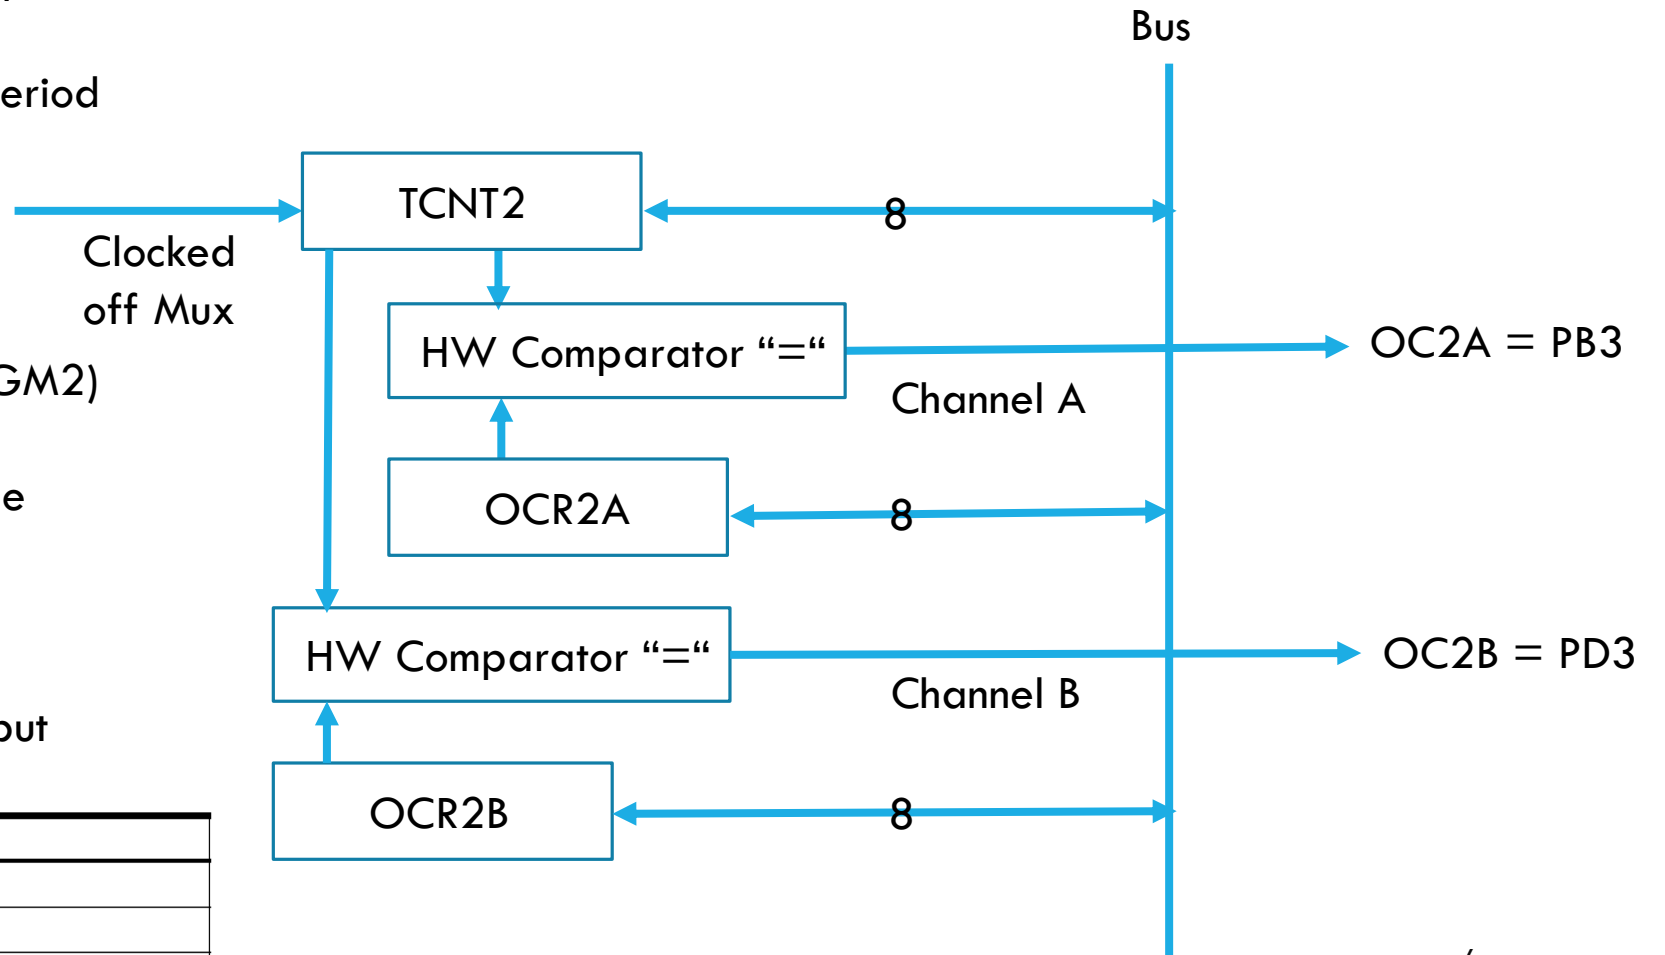 Bus
eriod
TCNT2
8
Clocked
off Mux
HW Comparator “=“
OC2A = PB3
GM2)
Channel A
e
OCR2A
8
HW Comparator “=“
OC2B = PD3
Channel B
out
OCR2B
8